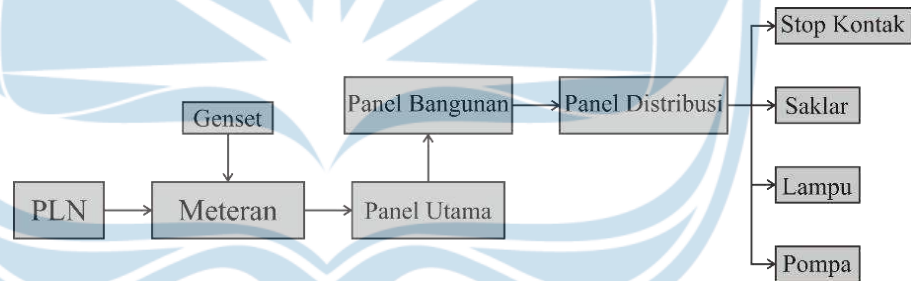 Stop Kontak
Panel Bangunan
Panel Distribusi
Genset
Saklar
PLN
Meteran
Panel Utama
Lampu
Pompa